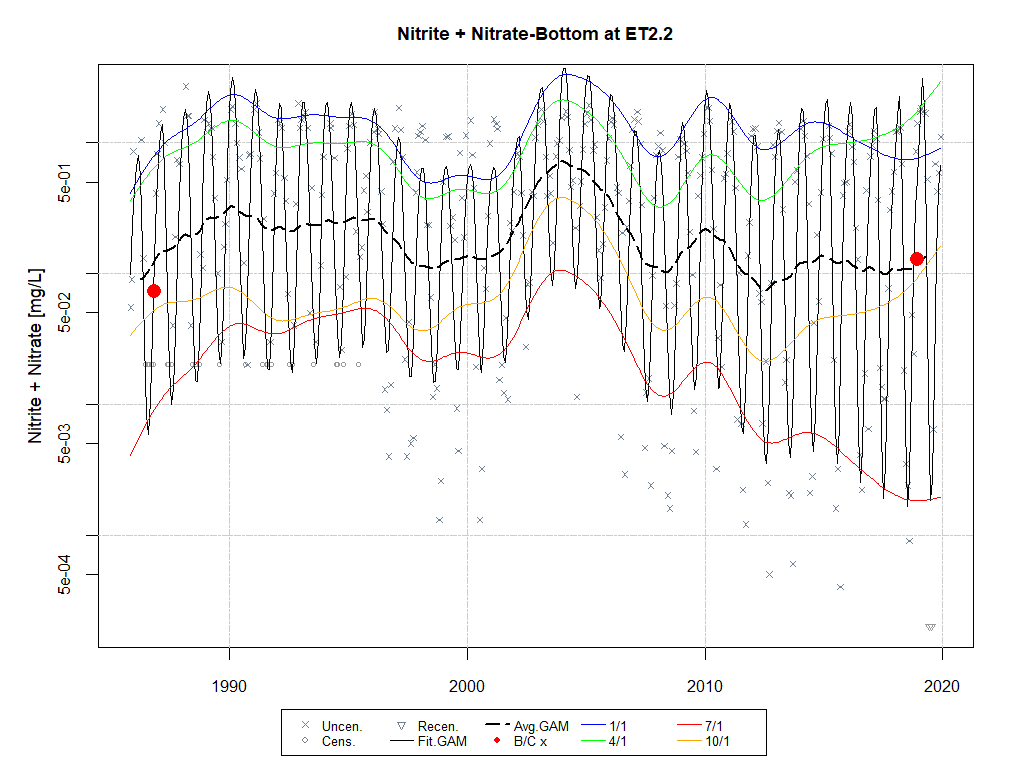 Nitrite + Nitrate-Bottom at ET2.2
Nitrite + Nitrate [mg/L]
5e-01
5e-02
5e-03
5e-04
1990 2000 2010 2020
Uncen. Recen. Avg.GAM 1/1 7/1
Cens. Fit.GAM B/C x 4/1 10/1